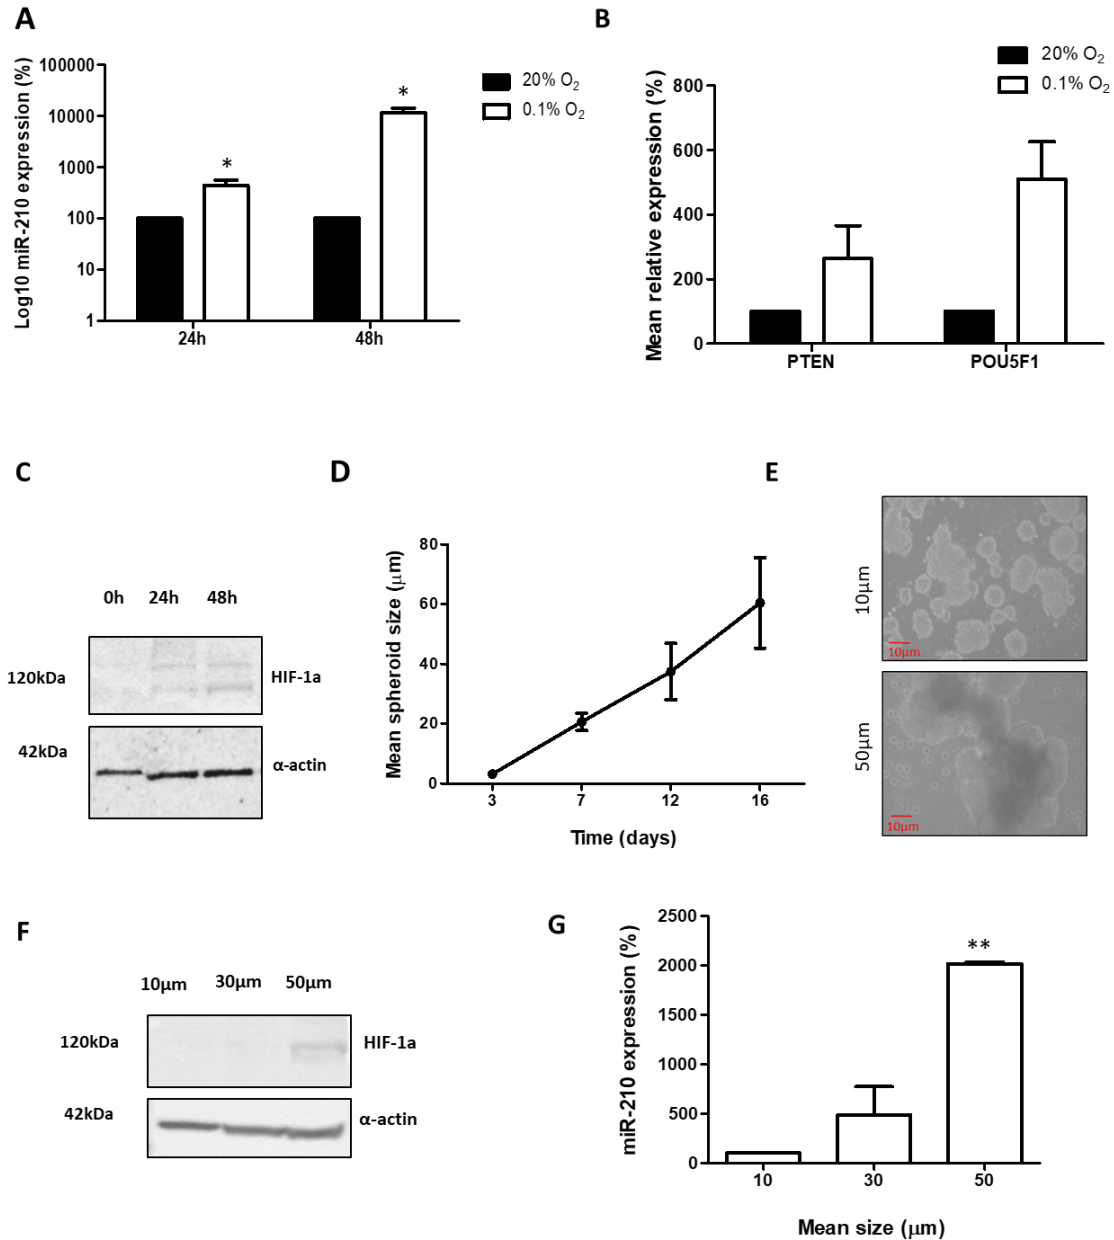 A
Log10 miR-210 expression (%)
100000
10000
1000
100
10
1
*
*
24h
48h
20% O₂
0.1% O₂
B
Mean relative expression (%)
800
600
400
200
0
PTEN
POU5F1
20% O₂
0.1% O₂
C
0h 24h 48h
120kDa
HIF-1a
42kDa
α-actin
D
Mean spheroid size (μm)
80
60
40
20
0
3
7
12
16
Time (days)
E
10μm
10μm
50μm
10μm
F
10μm 30μm 50μm
120kDa
HIF-1a
42kDa
α-actin
G
miR-210 expression (%)
2500
2000
1500
1000
500
0
**
10
30
50
Mean size (μm)